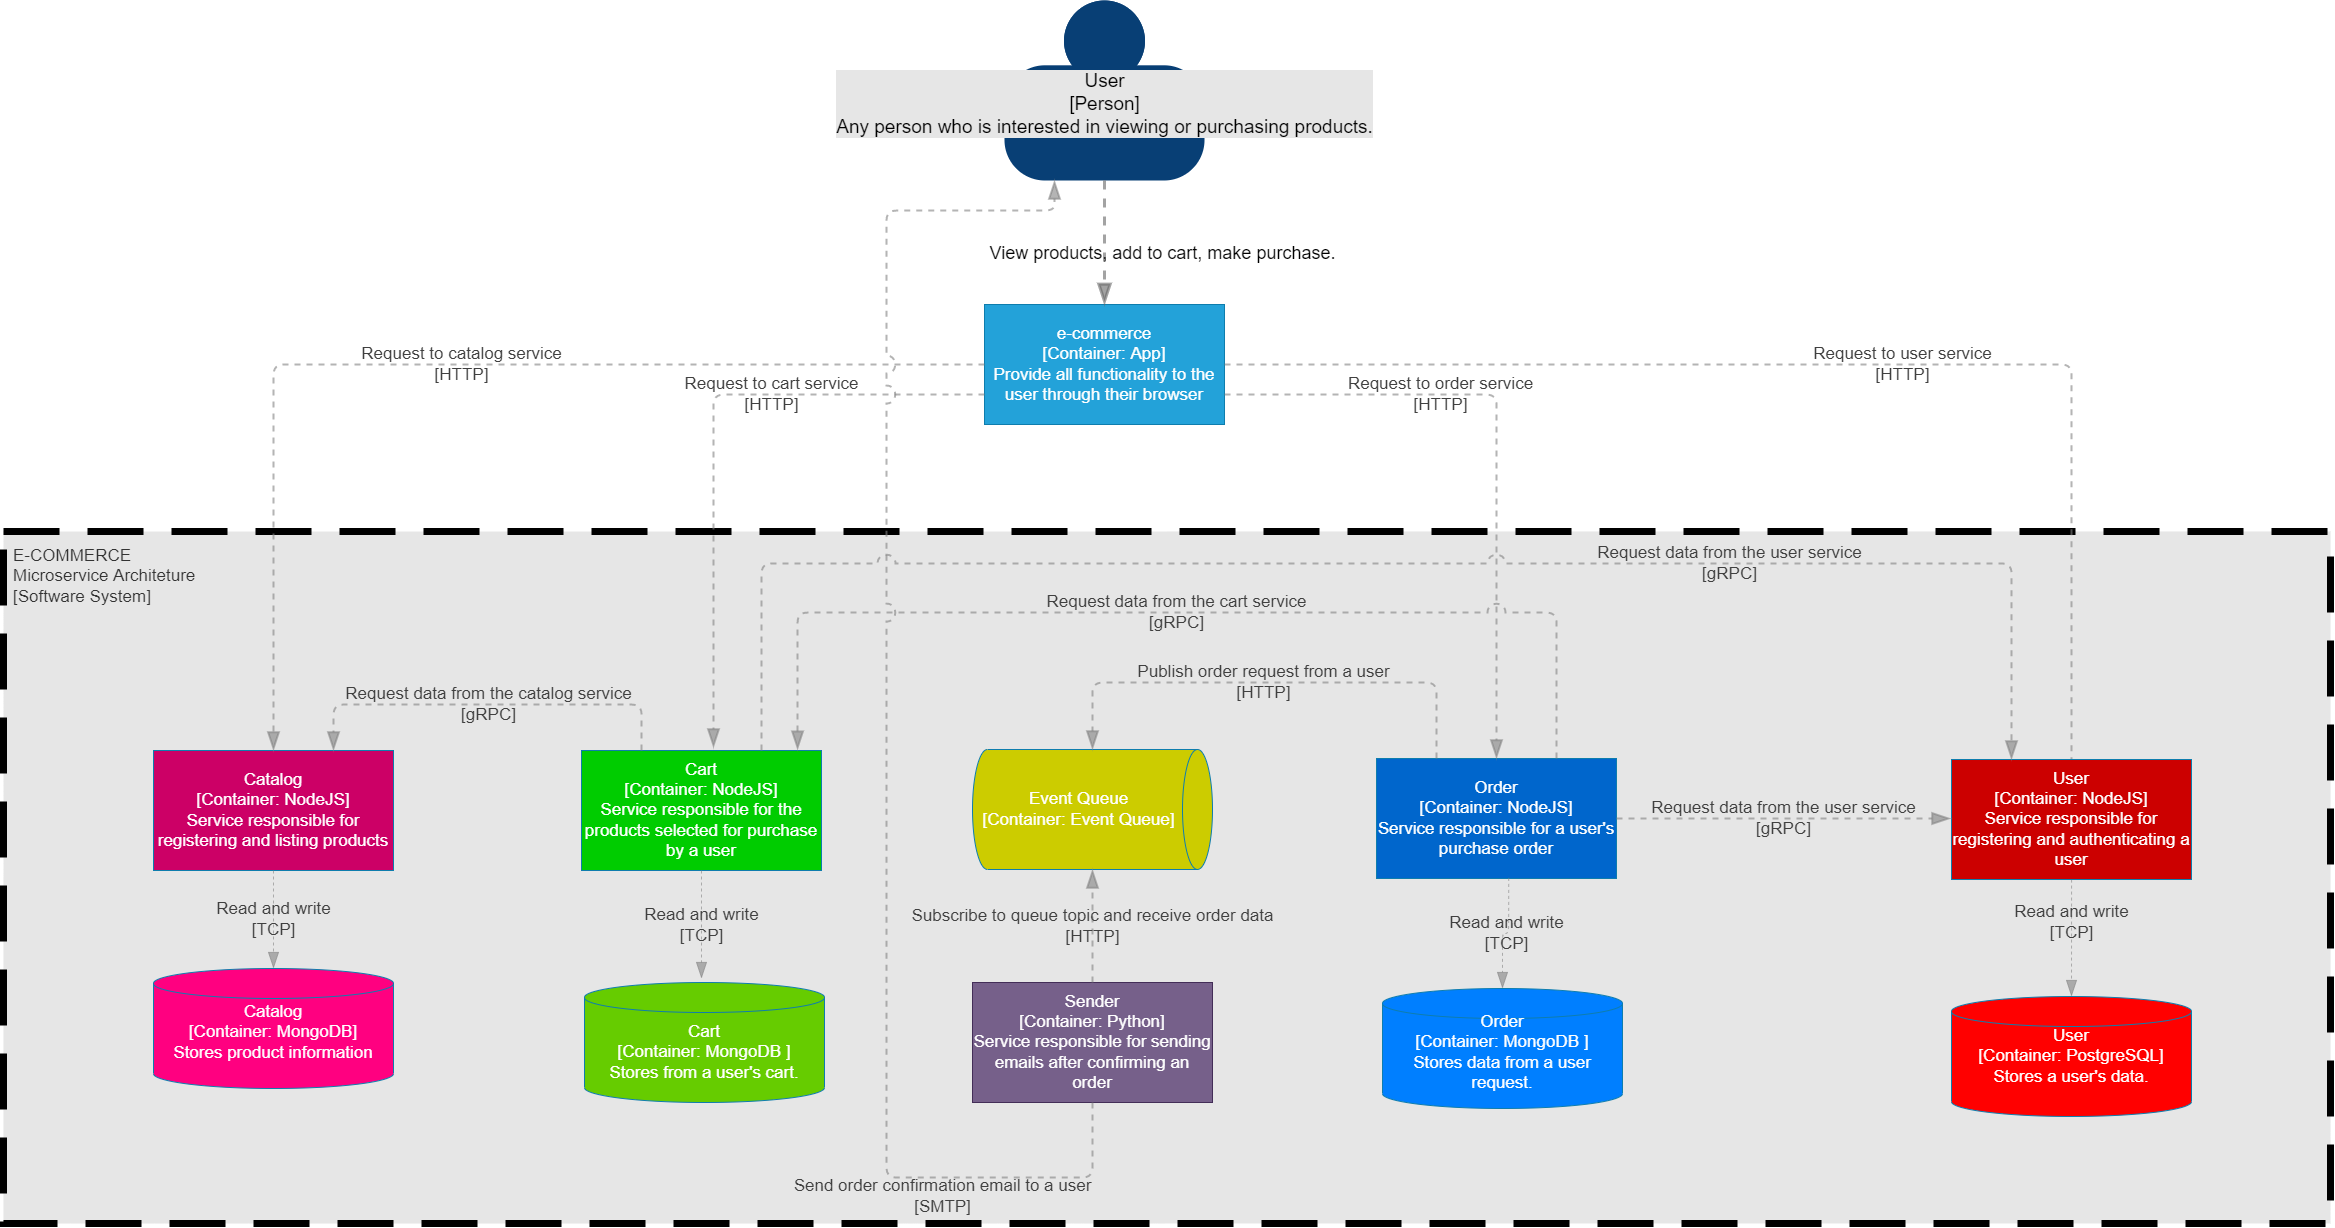 User
[Person]
Any person who is interested in viewing or purchasing products.
View products, add to cart, make purchase.
e-commerce
[Container: App]
Provide all functionality to the
user through their browser
Request to catalog service
[HTTP]
Request to cart service
[HTTP]
Request to order service
[HTTP]
Request to user service
[HTTP]
E-COMMERCE
Microservice Architeture
[Software System]
Request data from the user service
[gRPC]
Request data from the cart service
[gRPC]
Publish order request from a user
[HTTP]
Request data from the catalog service
[gRPC]
Catalog
[Container: NodeJS]
Service responsible for
registering and listing products
Cart
[Container: NodeJS]
Service responsible for the
products selected for purchase
by a user
Event Queue
[Container: Event Queue]
Order
[Container: NodeJS]
Service responsible for a user's
purchase order
Request data from the user service
[gRPC]
User
[Container: NodeJS]
Service responsible for
registering and authenticating a
user
Read and write
[TCP]
Read and write
[TCP]
Subscribe to queue topic and receive order data
[HTTP]
Read and write
[TCP]
Read and write
[TCP]
Catalog
[Container: MongoDB]
Stores product information
Cart
[Container: MongoDB ]
Stores from a user's cart.
Sender
[Container: Python]
Service responsible for sending
emails after confirming an
order
Order
[Container: MongoDB ]
Stores data from a user
request.
User
[Container: PostgreSQL]
Stores a user's data.
Send order confirmation email to a user
[SMTP]